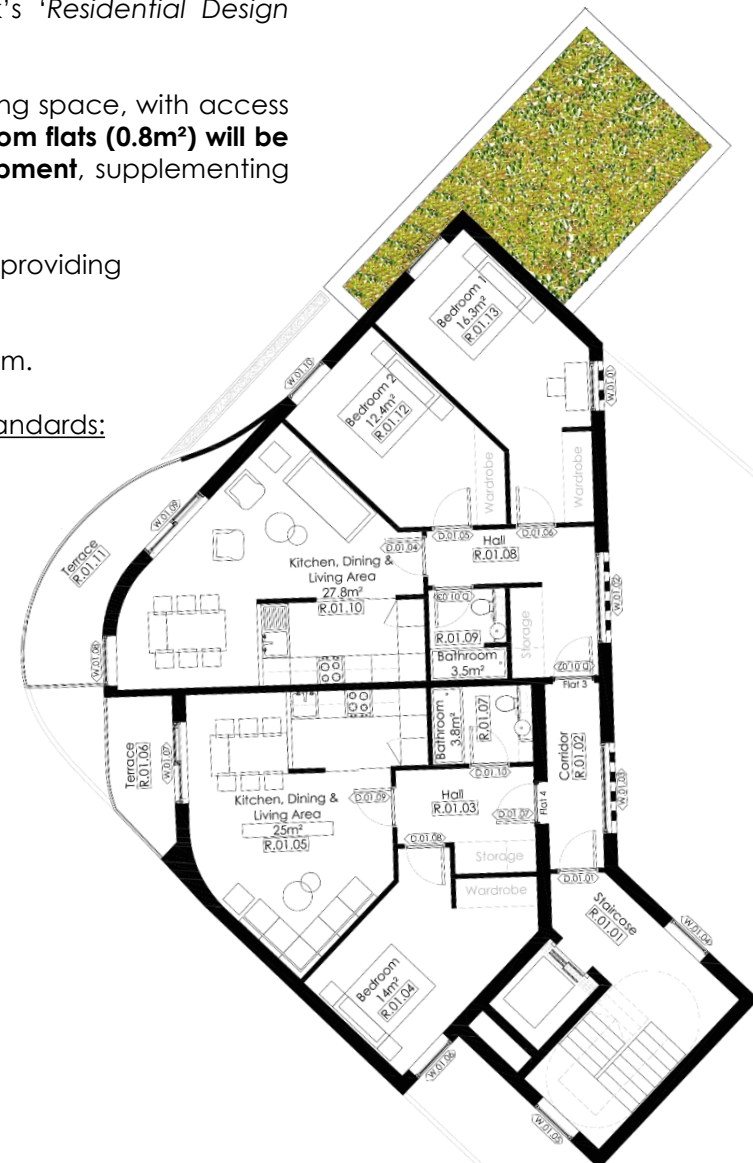 k's 'Residential Design
ng space, with access
om flats (0.8m²) will be
pment, supplementing
providing
m.
andards:
Bedroom 1
16.3m²
R.01.13
W.01.10
Bedroom 2
12.4m²
R.01.12
W.01.01
Wardrobe
Wardrobe
W.01.09
Terrace
R.01.11
D.01.04
D.01.05
Hall
R.01.08
D.01.06
Kitchen, Dining &
Living Area
27.8m²
R.01.10
W.01.02
R.01.09
Bathroom
3.5m²
Storage
W.01.08
Flat 3
Terrace
R.01.06
W.01.07
Bathroom
3.8m²
R.01.07
Corridor
R.01.02
W.01.03
D.01.10
Kitchen, Dining &
Living Area
25m²
R.01.05
D.01.09
Hall
R.01.03
D.01.07
Flat 4
D.01.08
Storage
Wardrobe
D.01.01
Staircase
R.01.01
W.01.04
Bedroom
14m²
R.01.04
W.01.06
W.01.05